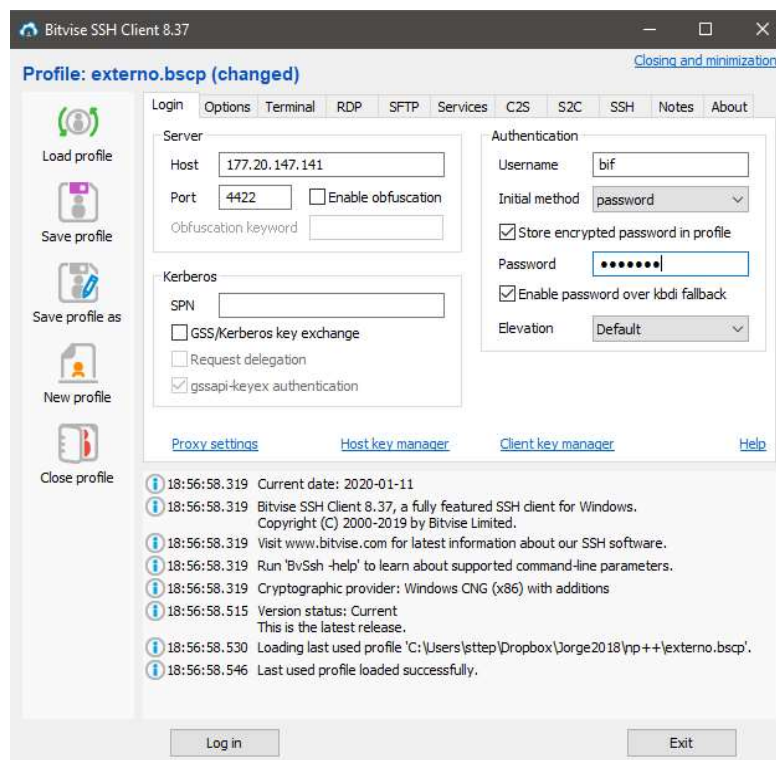 Bitvise SSH Client 8.37
Profile: externo.bscp (changed)
Closing and minimization
Load profile
Save profile
Save profile as
New profile
Close profile
Login Options Terminal RDP SFTP Services C2S S2C SSH Notes About
Server
Host 177.20.147.141
Port 4422 Enable obfuscation
Obfuscation keyword
Kerberos
SPN
GSS/Kerberos key exchange
Request delegation
gssapi-keyex authentication
Authentication
Username bif
Initial method password
Store encrypted password in profile
Password •••••••
Enable password over kbdi fallback
Elevation Default
Proxy settings Host key manager Client key manager Help
18:56:58.319 Current date: 2020-01-11
18:56:58.319 Bitvise SSH Client 8.37, a fully featured SSH client for Windows.
Copyright (C) 2000-2019 by Bitvise Limited.
18:56:58.319 Visit www.bitvise.com for latest information about our SSH software.
18:56:58.319 Run 'BvSsh -help' to learn about supported command-line parameters.
18:56:58.319 Cryptographic provider: Windows CNG (x86) with additions
18:56:58.515 Version status: Current
This is the latest release.
18:56:58.530 Loading last used profile 'C:\Users\sttep\Dropbox\Jorge2018\np++\externo.bscp'.
18:56:58.546 Last used profile loaded successfully.
Log in Exit